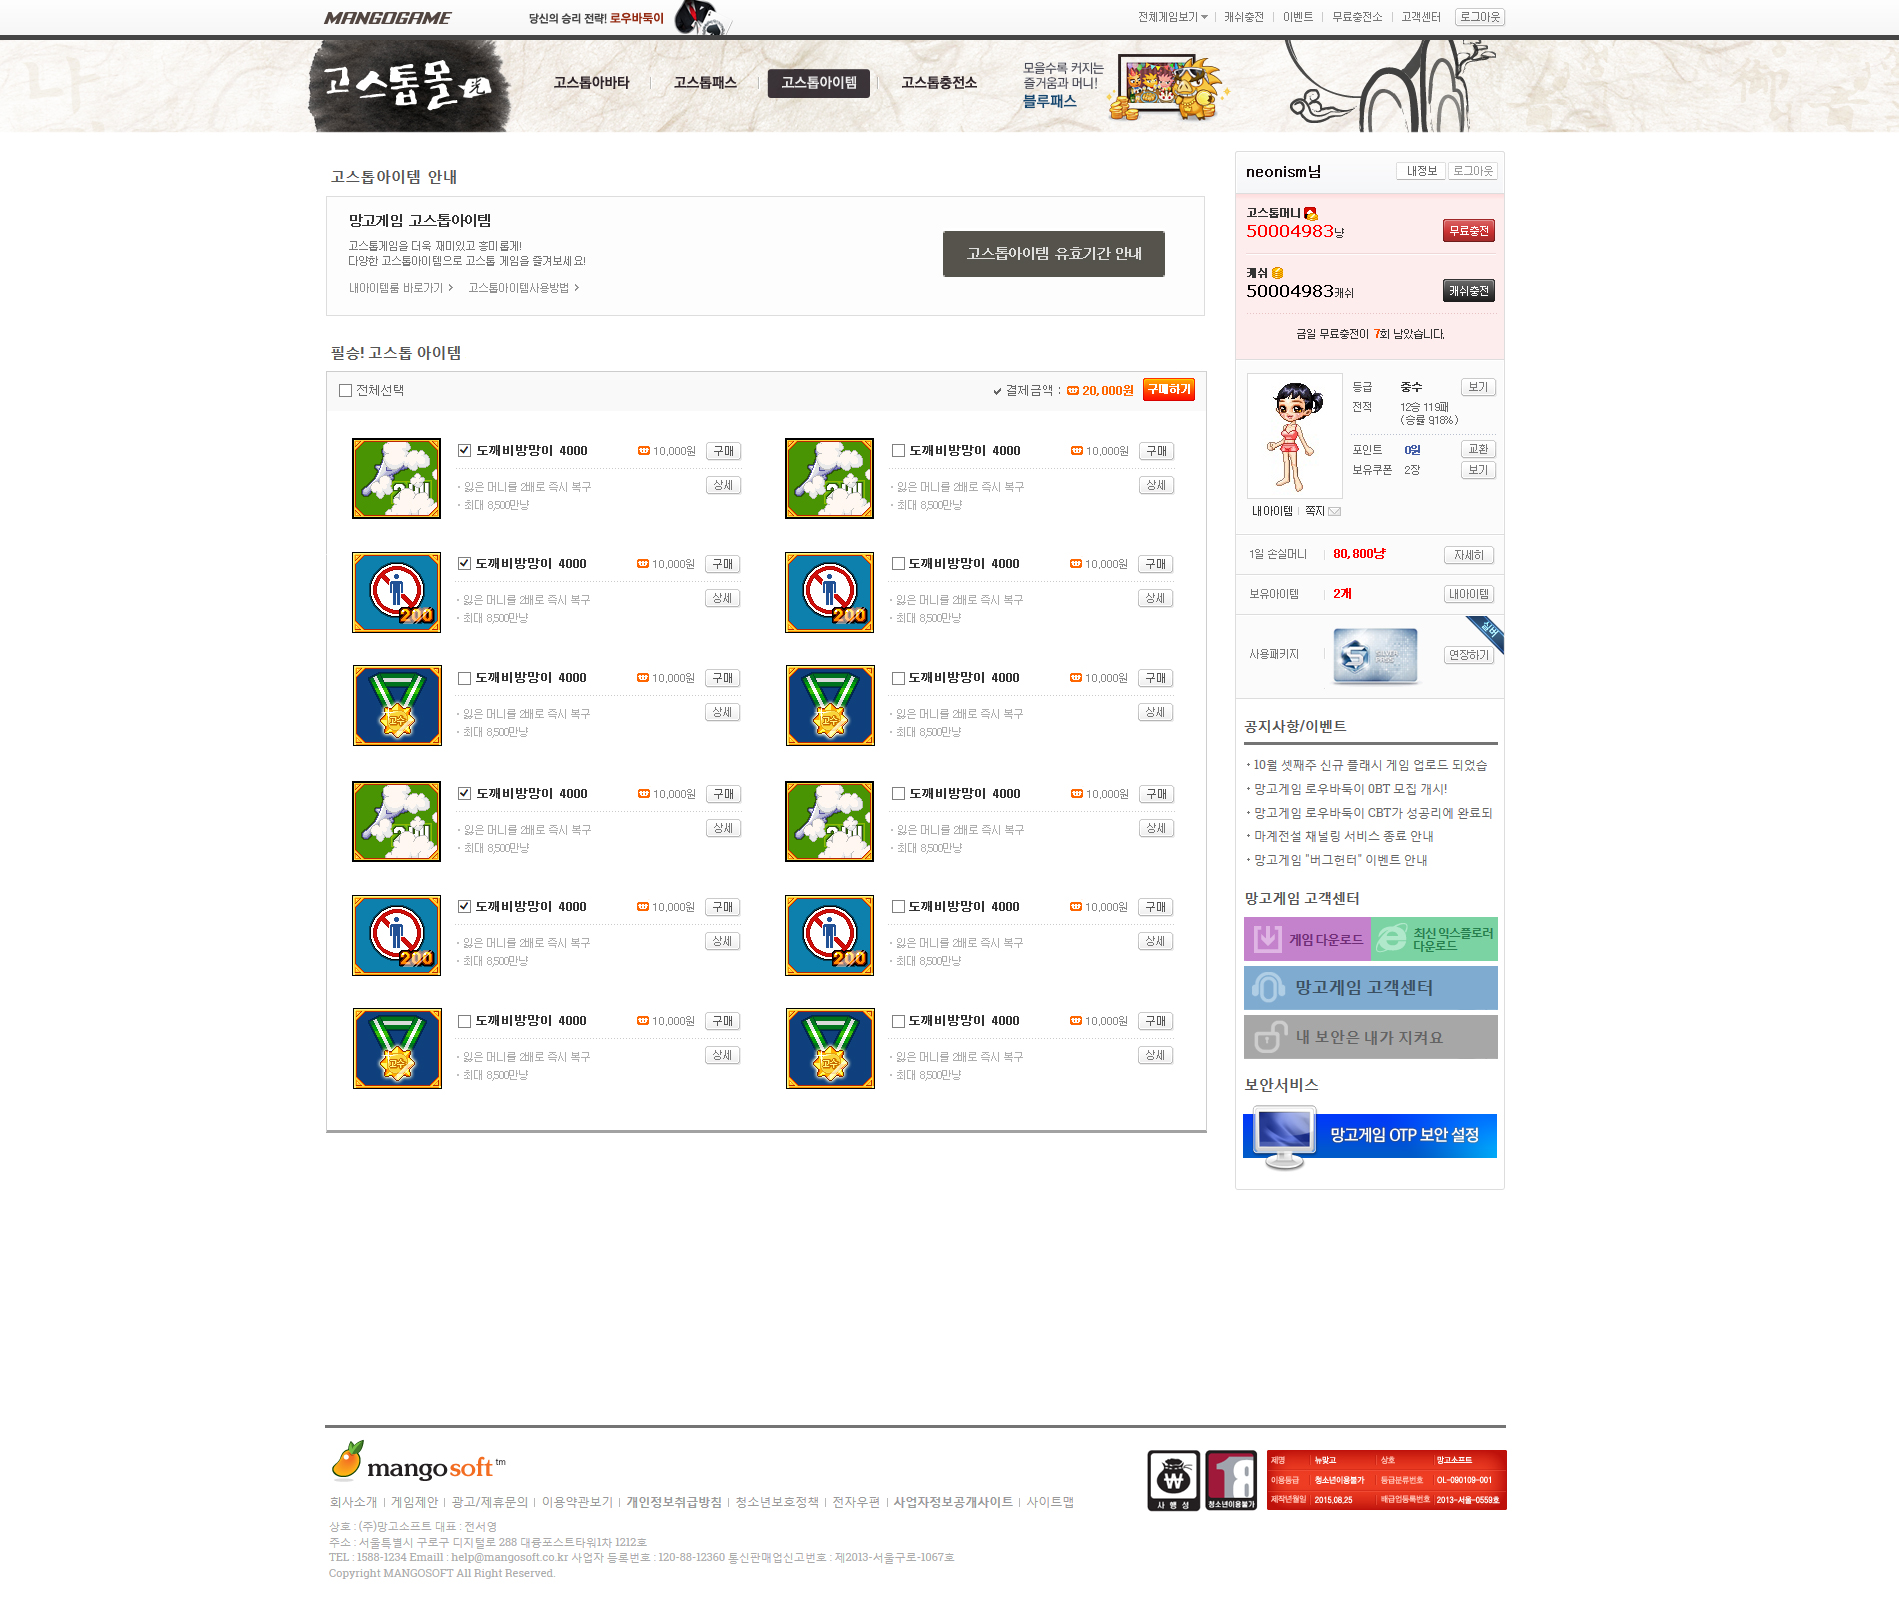 MANGOGAME
당신의 승리 전략! 로우바둑이
전체게임보기 캐쉬충전 이벤트 무료충전소 고객센터 로그아웃
고스톱몰
고스톱아바타 고스톱패스 고스톱아이템 고스톱충전소
모을수록 커지는
즐거움과 머니!
블루패스
고스톱아이템 안내
망고게임 고스톱아이템
고스톱게임을 더욱 재미있고 흥미롭게!
다양한 고스톱아이템으로 고스톱 게임을 즐겨보세요!
내아이템룸 바로가기 고스톱아이템사용방법
고스톱아이템 유효기간 안내
필승! 고스톱 아이템
전체선택 결제금액 : 20,000원 구매하기
도깨비방망이 4000 10,000원 구매
잃은 머니를 2배로 즉시 복구 상세
최대 8,500만냥
도깨비방망이 4000 10,000원 구매
잃은 머니를 2배로 즉시 복구 상세
최대 8,500만냥
200
도깨비방망이 4000 10,000원 구매
잃은 머니를 2배로 즉시 복구 상세
최대 8,500만냥
200
도깨비방망이 4000 10,000원 구매
잃은 머니를 2배로 즉시 복구 상세
최대 8,500만냥
고수
도깨비방망이 4000 10,000원 구매
잃은 머니를 2배로 즉시 복구 상세
최대 8,500만냥
고수
도깨비방망이 4000 10,000원 구매
잃은 머니를 2배로 즉시 복구 상세
최대 8,500만냥
도깨비방망이 4000 10,000원 구매
잃은 머니를 2배로 즉시 복구 상세
최대 8,500만냥
도깨비방망이 4000 10,000원 구매
잃은 머니를 2배로 즉시 복구 상세
최대 8,500만냥
200
도깨비방망이 4000 10,000원 구매
잃은 머니를 2배로 즉시 복구 상세
최대 8,500만냥
200
도깨비방망이 4000 10,000원 구매
잃은 머니를 2배로 즉시 복구 상세
최대 8,500만냥
고수
도깨비방망이 4000 10,000원 구매
잃은 머니를 2배로 즉시 복구 상세
최대 8,500만냥
고수
도깨비방망이 4000 10,000원 구매
잃은 머니를 2배로 즉시 복구 상세
최대 8,500만냥
neonism님 내정보 로그아웃
고스톱머니
50004983냥 무료충전
캐쉬
50004983캐쉬 캐쉬충전
금일 무료충전이 7회 남았습니다.
등급 중수 보기
전적 12승 119패
(승률 9.18%)
포인트 0원 교환
보유쿠폰 2장 보기
내아이템 쪽지
1일 손실머니 80,800냥 자세히
보유아이템 2개 내아이템
실버
사용패키지 연장하기
공지사항/이벤트
10월 셋째주 신규 플래시 게임 업로드 되었습
망고게임 로우바둑이 OBT 모집 개시!
망고게임 로우바둑이 CBT가 성공리에 완료되
마계전설 채널링 서비스 종료 안내
망고게임 "버그헌터" 이벤트 안내
망고게임 고객센터
게임 다운로드
최신 익스플로러
다운로드
망고게임 고객센터
내 보안은 내가 지켜요
보안서비스
망고게임 OTP 보안 설정
mangosoft tm
회사소개 게임제안 광고/제휴문의 이용약관보기 개인정보취급방침 청소년보호정책 전자우편 사업자정보공개사이트 사이트맵
상호 : (주)망고소프트 대표 : 전서영
주소 : 서울특별시 구로구 디지털로 288 대륭포스트타워1차 1212호
TEL : 1588-1234 Emaill : help@mangosoft.co.kr 사업자 등록번호 : 120-88-12360 통신판매업신고번호 : 제2013-서울구로-1067호
Copyright MANGOSOFT All Right Reserved.
사행성
18
청소년이용불가
제명 뉴맞고 상호 망고소프트
이용등급 청소년이용불가 등급분류번호 OL-090109-001
제작년월일 2015.08.25 배급업등록번호 2013-서울-0559호